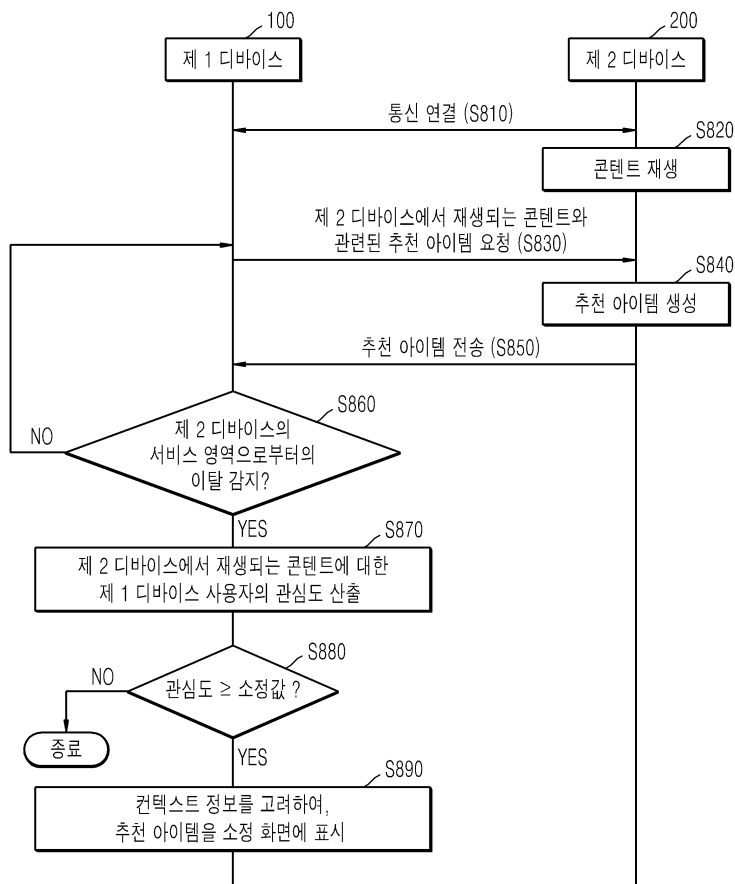 100
200
제 1 디바이스
제 2 디바이스
통신 연결 (S810)
S820
콘텐트 재생
제 2 디바이스에서 재생되는 콘텐트와
관련된 추천 아이템 요청 (S830)
S840
추천 아이템 생성
추천 아이템 전송 (S850)
S860
제 2 디바이스의
서비스 영역으로부터의
이탈 감지?
NO
YES
S870
제 2 디바이스에서 재생되는 콘텐트에 대한
제 1 디바이스 사용자의 관심도 산출
S880
관심도 ≥ 소정값 ?
NO
종료
YES
S890
컨텍스트 정보를 고려하여,
추천 아이템을 소정 화면에 표시